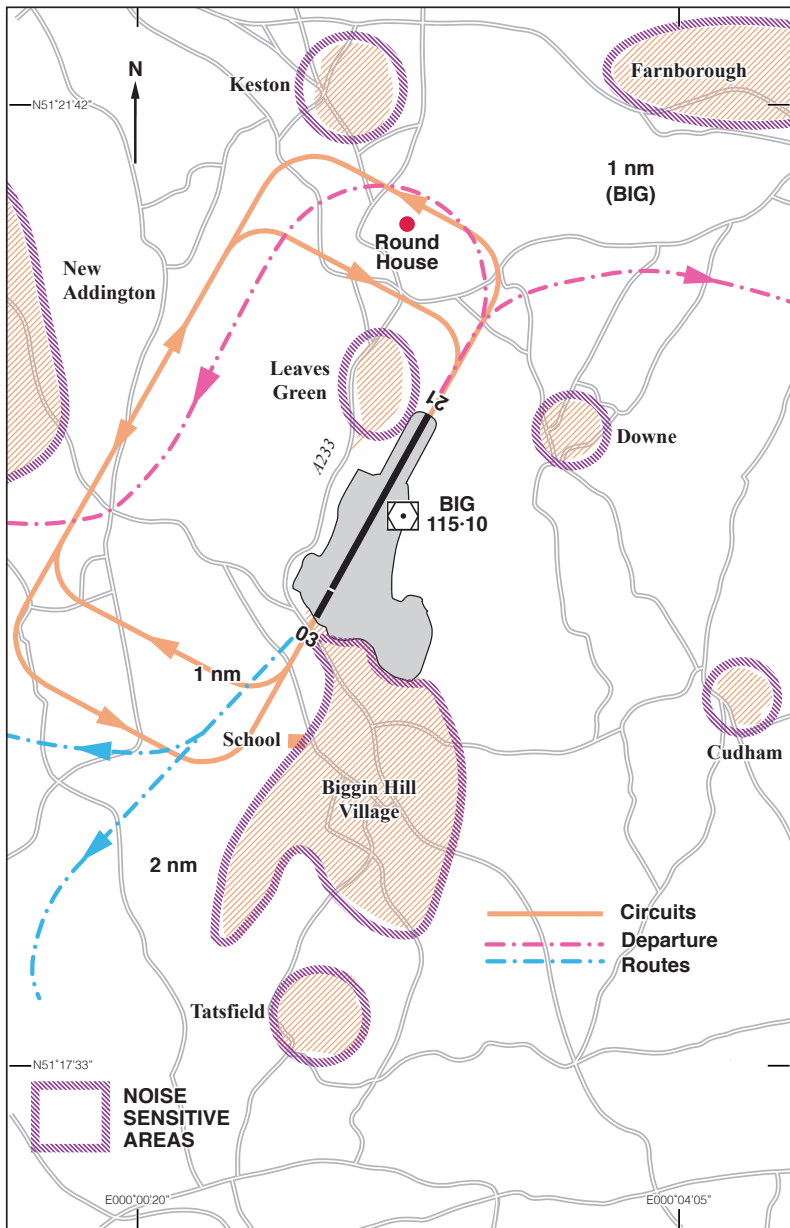 N
Keston
Farnborough
N51°21'42"
1 nm
(BIG)
Round
House
New
Addington
Leaves
Green
21
A233
Downe
BIG
115·10
03
1 nm
School
Cudham
Biggin Hill
Village
2 nm
Circuits
Departure
Routes
Tatsfield
N51°17'33"
NOISE
SENSITIVE
AREAS
E000°00'20"
E000°04'05"